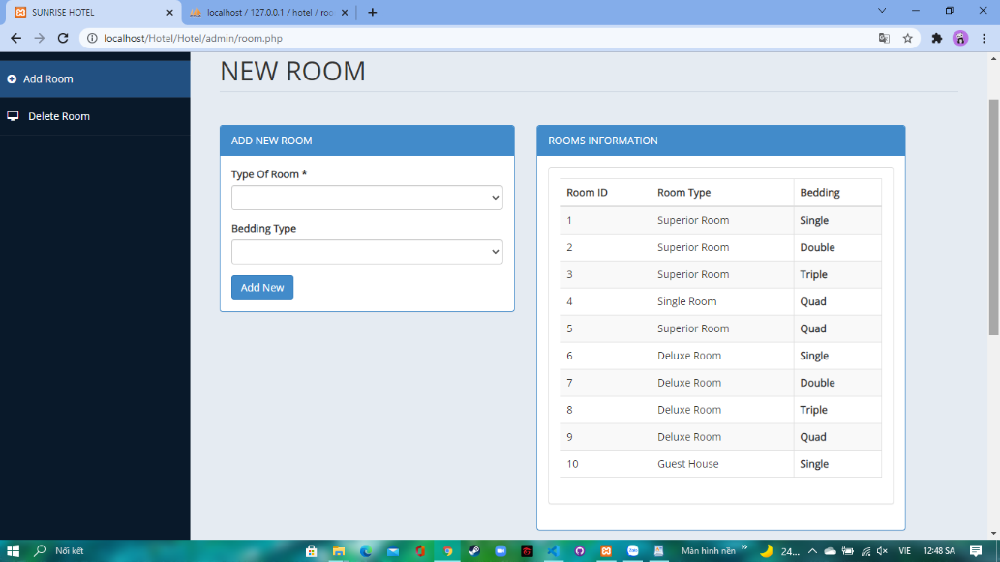 SUNRISE HOTEL
localhost / 127.0.0.1 / hotel / roo
localhost/Hotel/Hotel/admin/room.php
Add Room
Delete Room
NEW ROOM
ADD NEW ROOM
Type Of Room *
Bedding Type
Add New
ROOMS INFORMATION
Room ID Room Type Bedding
1 Superior Room Single
2 Superior Room Double
3 Superior Room Triple
4 Single Room Quad
5 Superior Room Quad
6 Deluxe Room Single
7 Deluxe Room Double
8 Deluxe Room Triple
9 Deluxe Room Quad
10 Guest House Single
Nối kết
Zalo
Màn hình nền
24...
VIE
12:48 SA